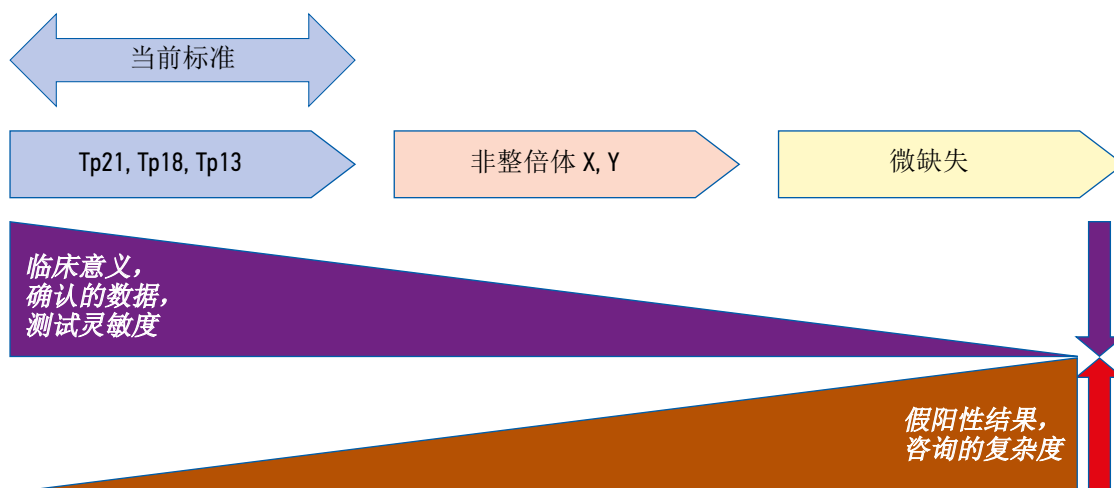 当前标准
Tp21, Tp18, Tp13
非整倍体 X, Y
微缺失
临床意义，
确认的数据，
测试灵敏度
假阳性结果，
咨询的复杂度